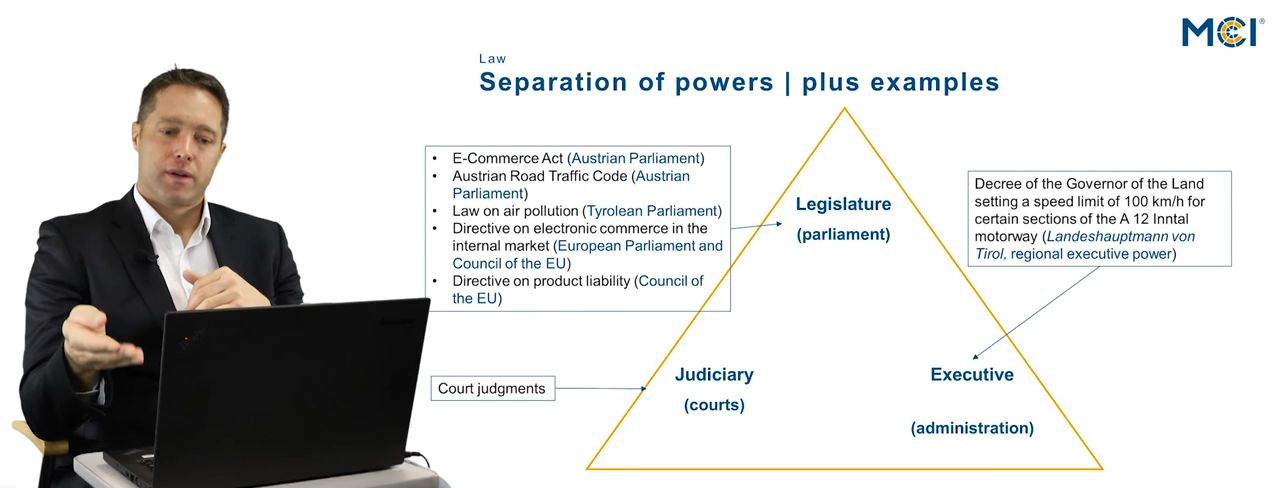 MCI®
Law
Separation of powers | plus examples
• E-Commerce Act (Austrian Parliament)
• Austrian Road Traffic Code (Austrian
Parliament)
• Law on air pollution (Tyrolean Parliament)
• Directive on electronic commerce in the
internal market (European Parliament and
Council of the EU)
• Directive on product liability (Council of
the EU)
Legislature
(parliament)
Decree of the Governor of the Land
setting a speed limit of 100 km/h for
certain sections of the A 12 Inntal
motorway (Landeshauptmann von
Tirol, regional executive power)
Court judgments
Judiciary
(courts)
Executive
(administration)